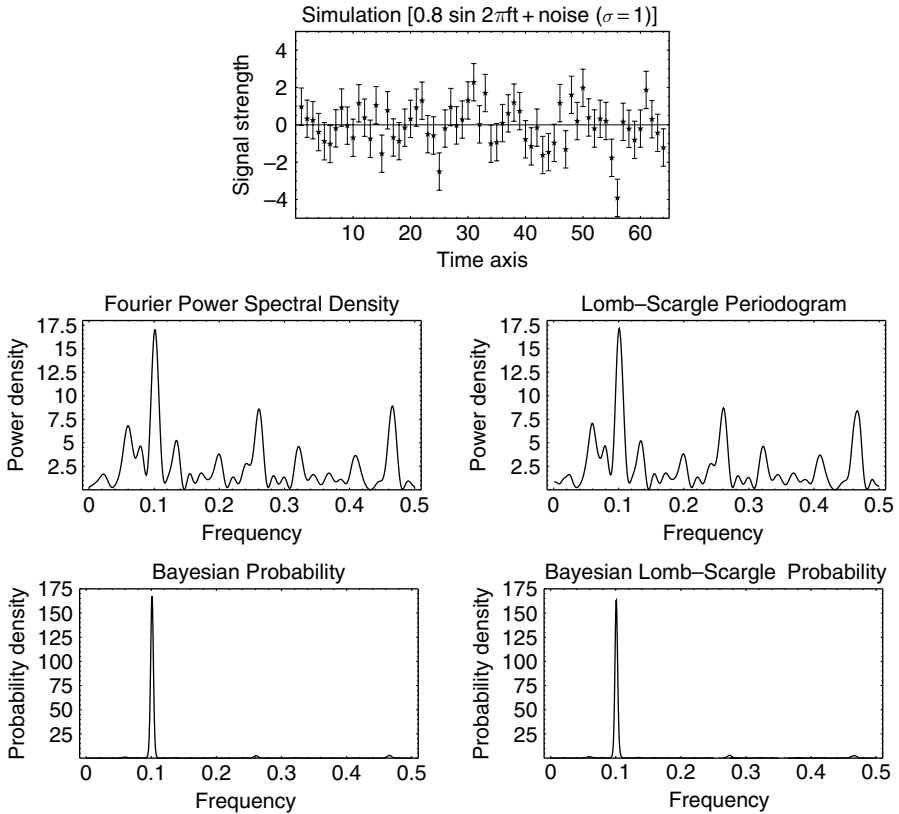 Simulation [0.8 sin 2πft + noise (σ = 1)]
Signal strength
4
2
0
−2
−4
10 20 30 40 50 60
Time axis
Fourier Power Spectral Density
Power density
17.5
15
12.5
10
7.5
5
2.5
0 0.1 0.2 0.3 0.4 0.5
Frequency
Lomb–Scargle Periodogram
Power density
17.5
15
12.5
10
7.5
5
2.5
0 0.1 0.2 0.3 0.4 0.5
Frequency
Bayesian Probability
Probability density
175
150
125
100
75
50
25
0 0.1 0.2 0.3 0.4 0.5
Frequency
Bayesian Lomb–Scargle Probability
Probability density
175
150
125
100
75
50
25
0 0.1 0.2 0.3 0.4 0.5
Frequency